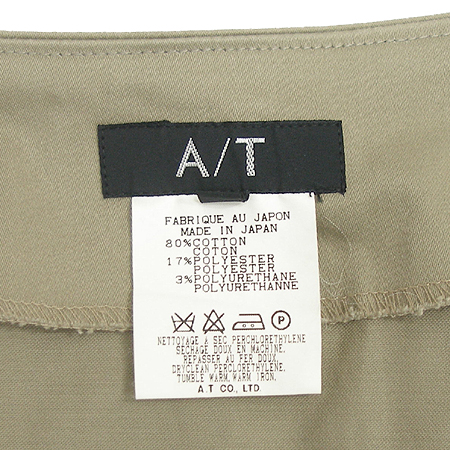 A/T
FABRIQUE AU JAPON
MADE IN JAPAN
80%COTTON
COTON
17%POLYESTER
POLYESTER
3%POLYURETHANE
POLYURETHANNE
P
NETTOYAGE A SEC PERCHLORETHYLENE
SECHAGE DOUX EN MACHINE.
REPASSER AU FER DOUX.
DRYCLEAN PERCLORETHYLENE.
TUMBLE WARM. WARM IRON.
A.T CO., LTD.